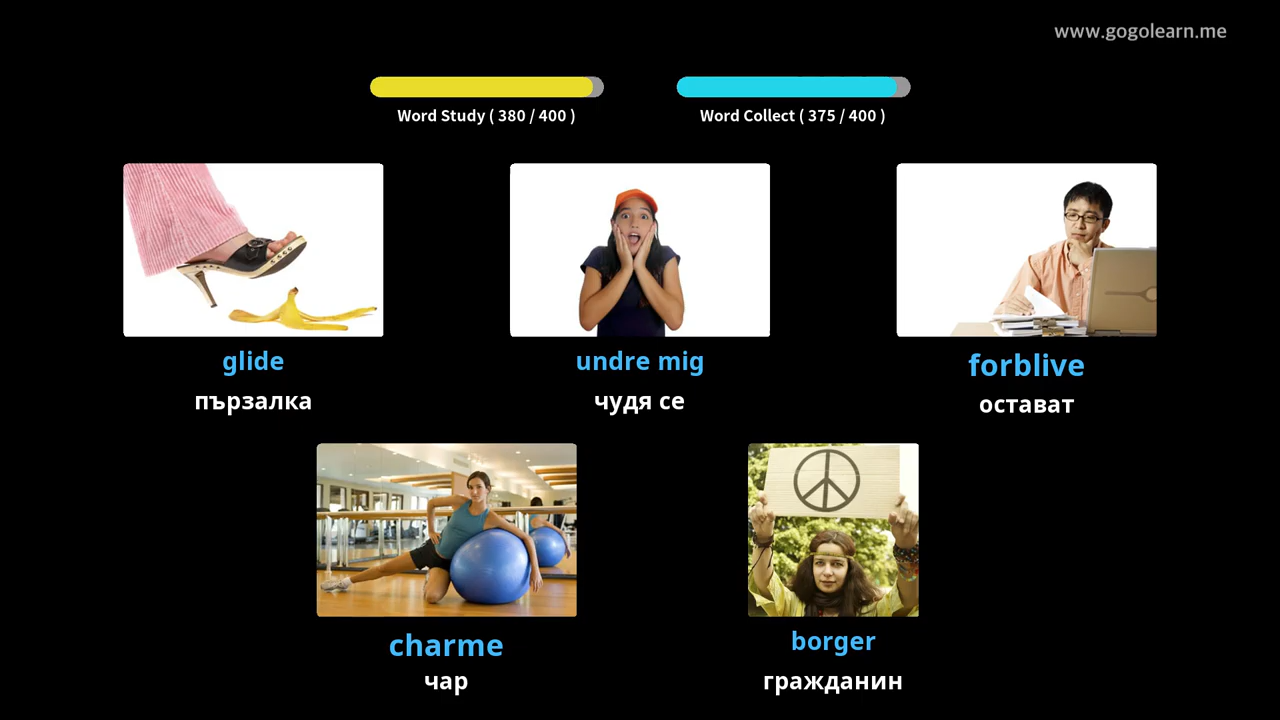 www.gogolearn.me
Word Study ( 380 / 400 )
Word Collect ( 375 / 400 )
glide
undre mig
forblive
пързалка
чудя се
остават
charme
borger
чар
гражданин